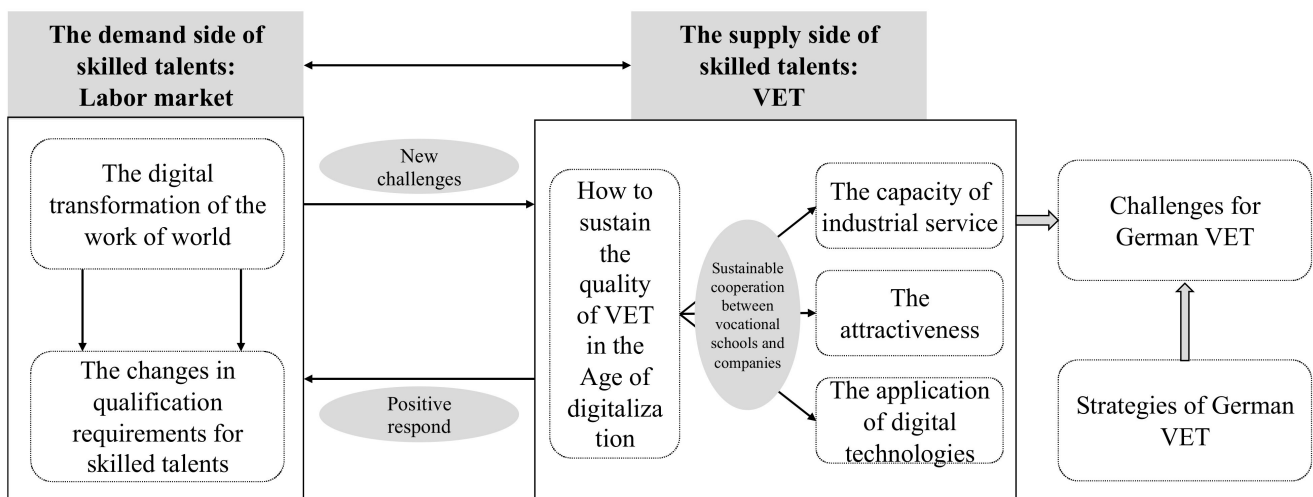 The demand side of
skilled talents:
Labor market
The supply side of
skilled talents:
VET
The digital
transformation of the
work of world
The changes in
qualification
requirements for
skilled talents
New
challenges
Positive
respond
How to
sustain
the
quality
of VET
in the
Age of
digitaliza
tion
Sustainable
cooperation
between
vocational
schools and
companies
The capacity of
industrial service
The
attractiveness
The application
of digital
technologies
Challenges for
German VET
Strategies of German
VET